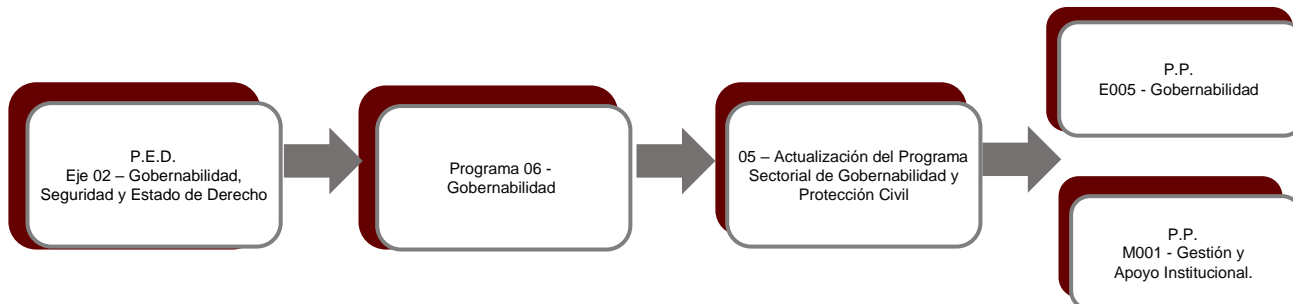 P.E.D.
Eje 02 – Gobernabilidad,
Seguridad y Estado de Derecho
Programa 06 -
Gobernabilidad
05 – Actualización del Programa
Sectorial de Gobernabilidad y
Protección Civil
P.P.
E005 - Gobernabilidad
P.P.
M001 - Gestión y
Apoyo Institucional.